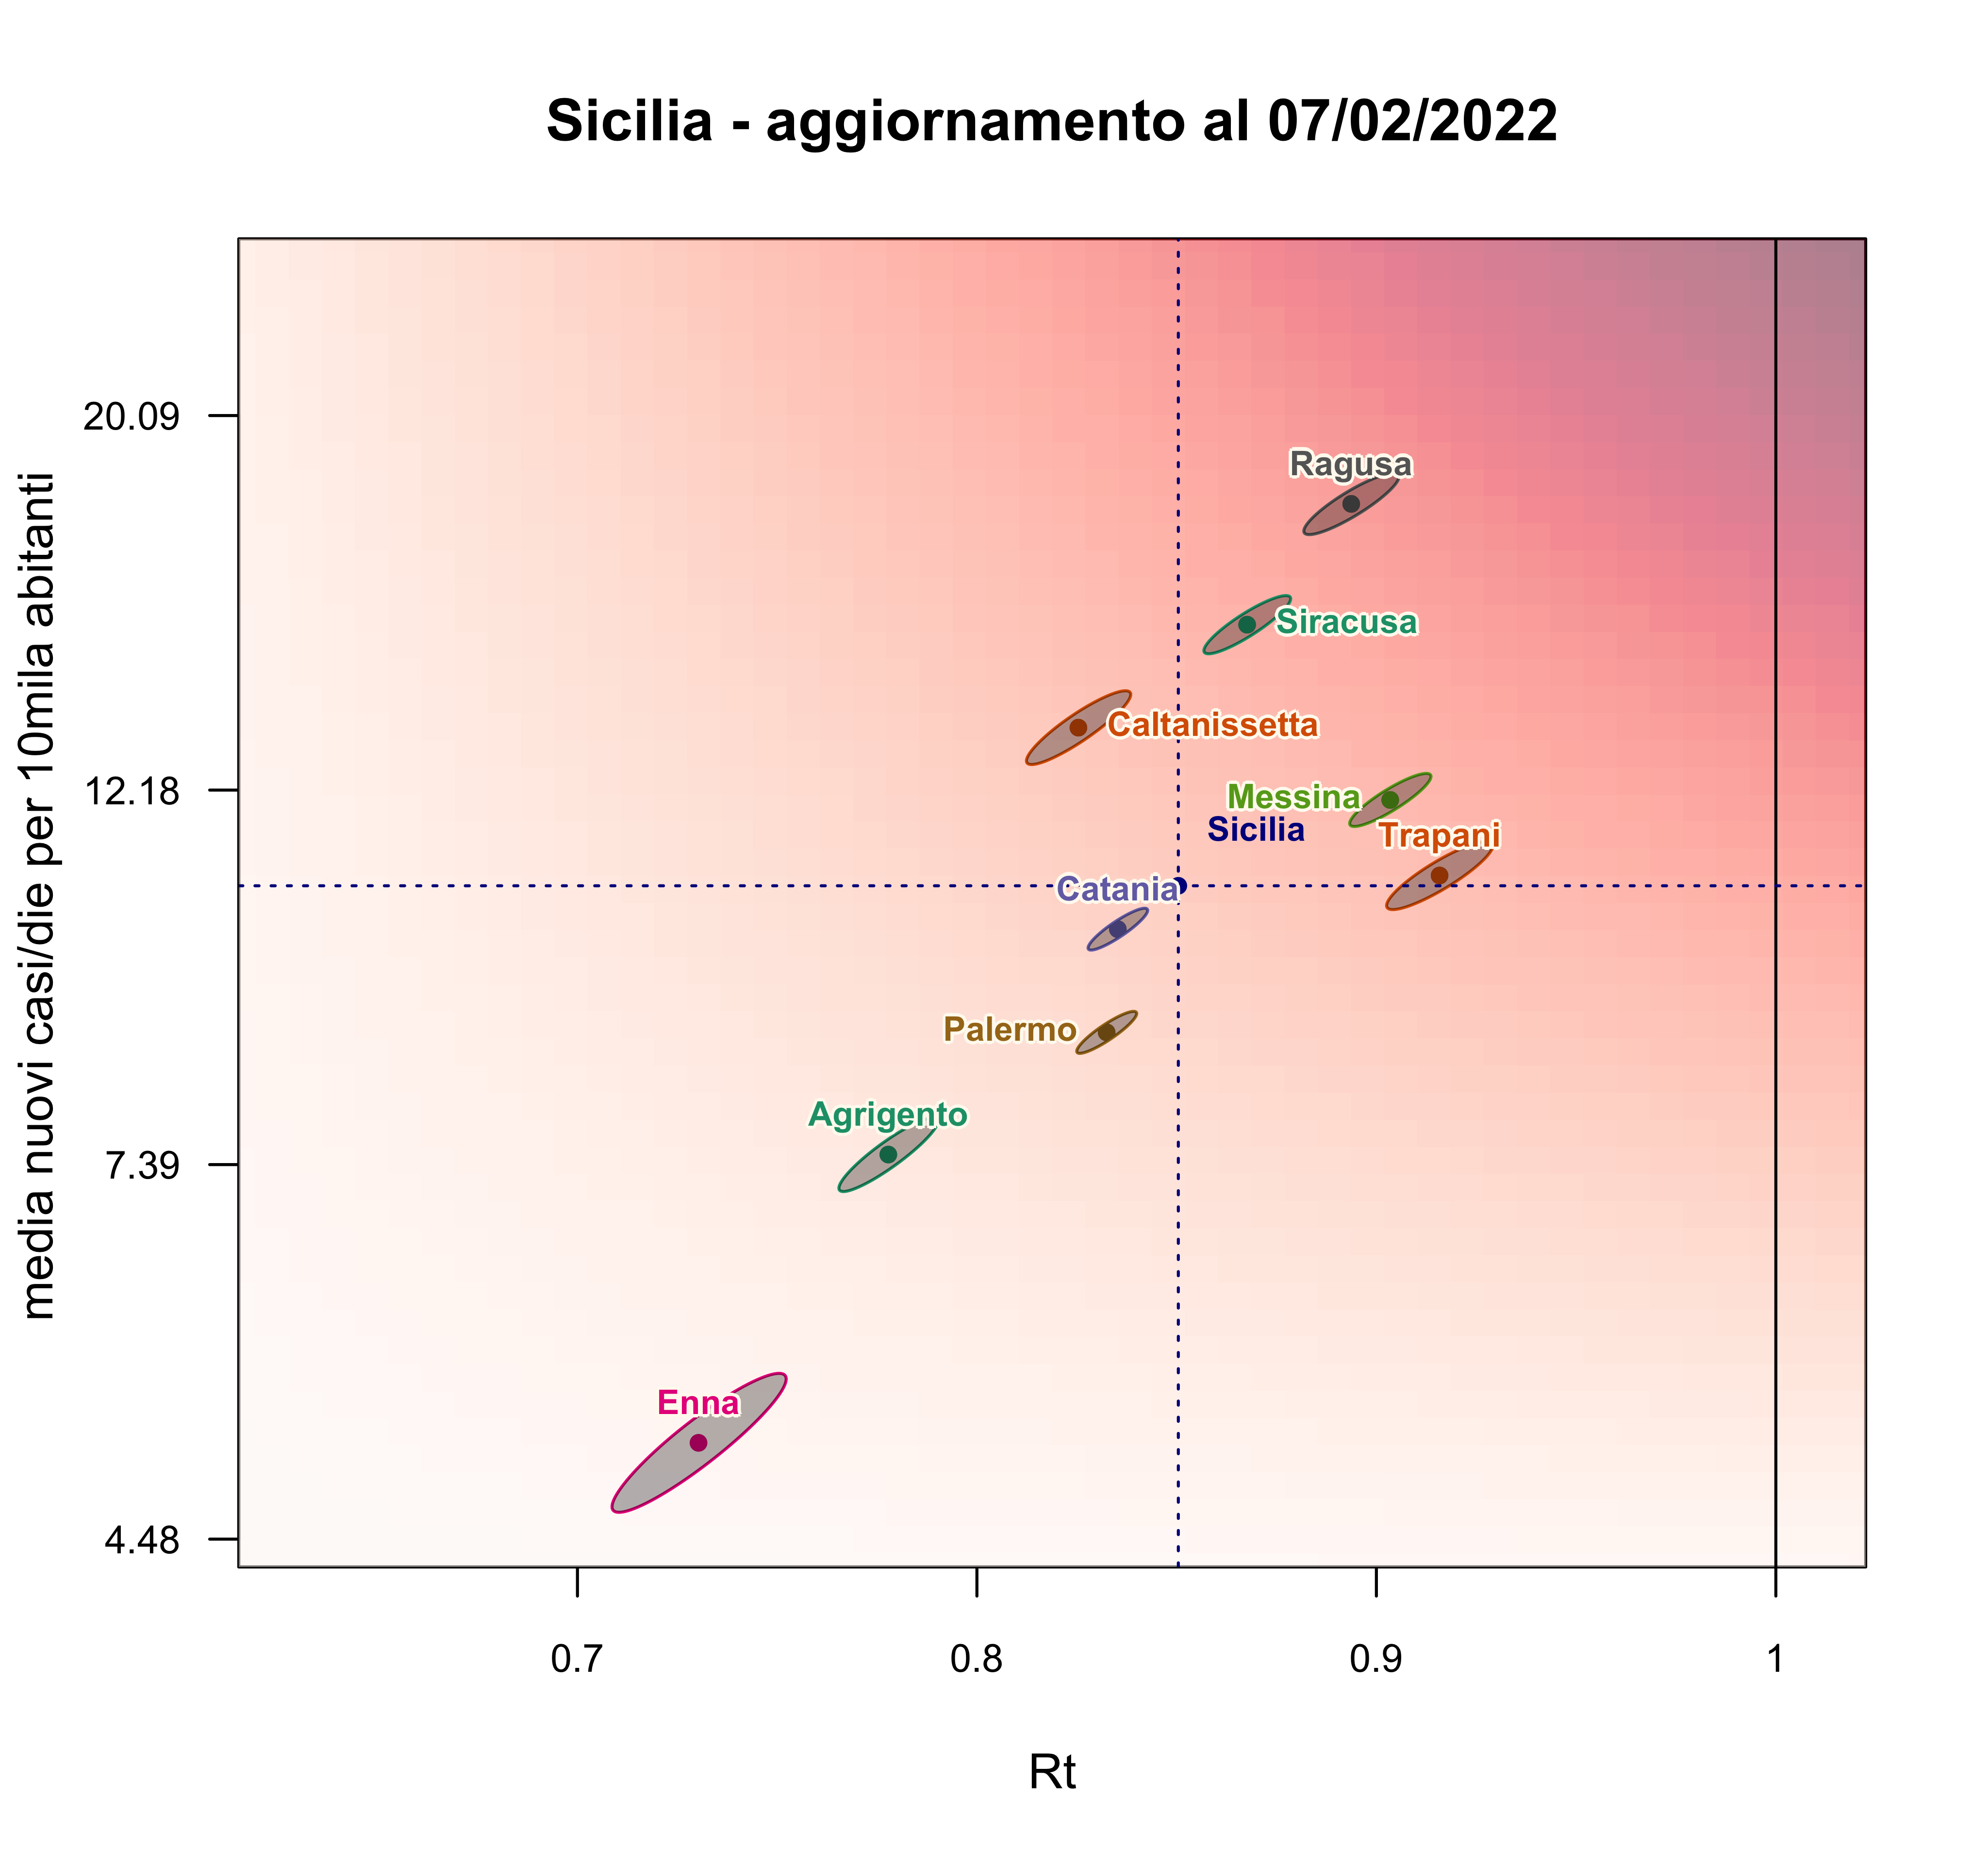 Sicilia - aggiornamento al 07/02/2022
media nuovi casi/die per 10mila abitanti
20.09
12.18
7.39
4.48
Ragusa
Siracusa
Caltanissetta
Messina
Sicilia
Trapani
Catania
Palermo
Agrigento
Enna
0.7
0.8
0.9
1
Rt